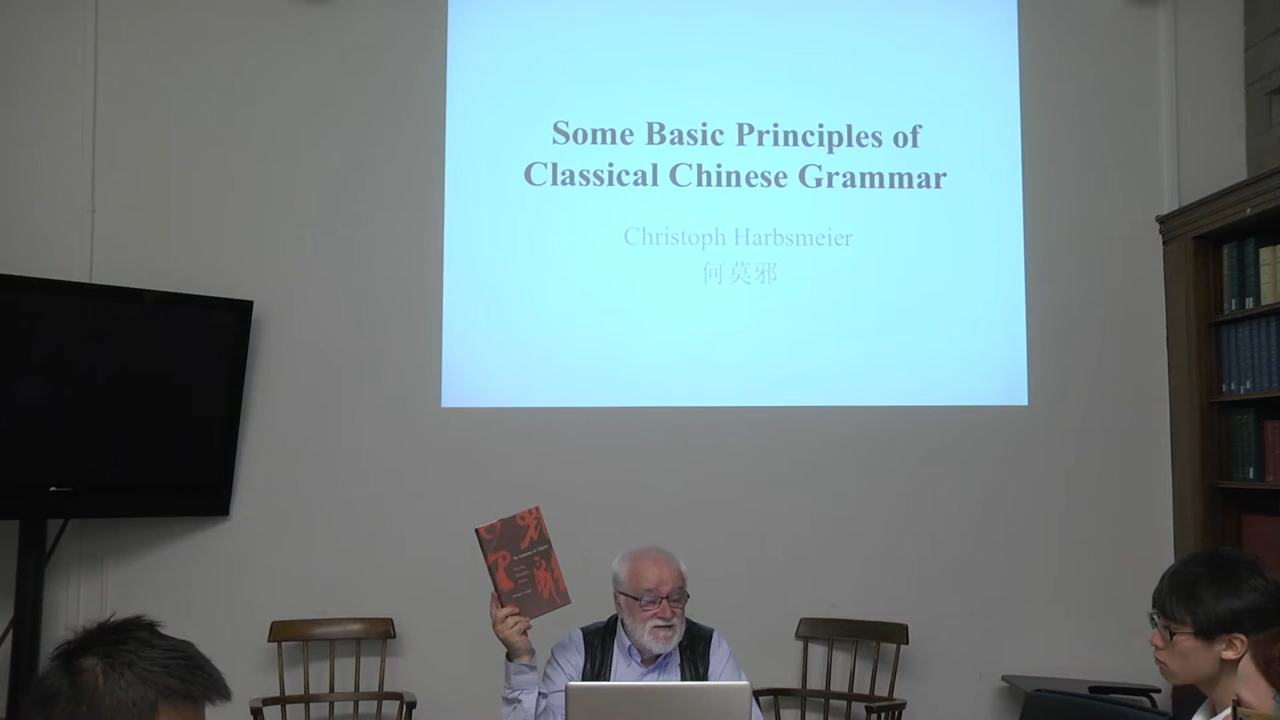 Some Basic Principles of
Classical Chinese Grammar
Christoph Harbsmeier
何莫邪